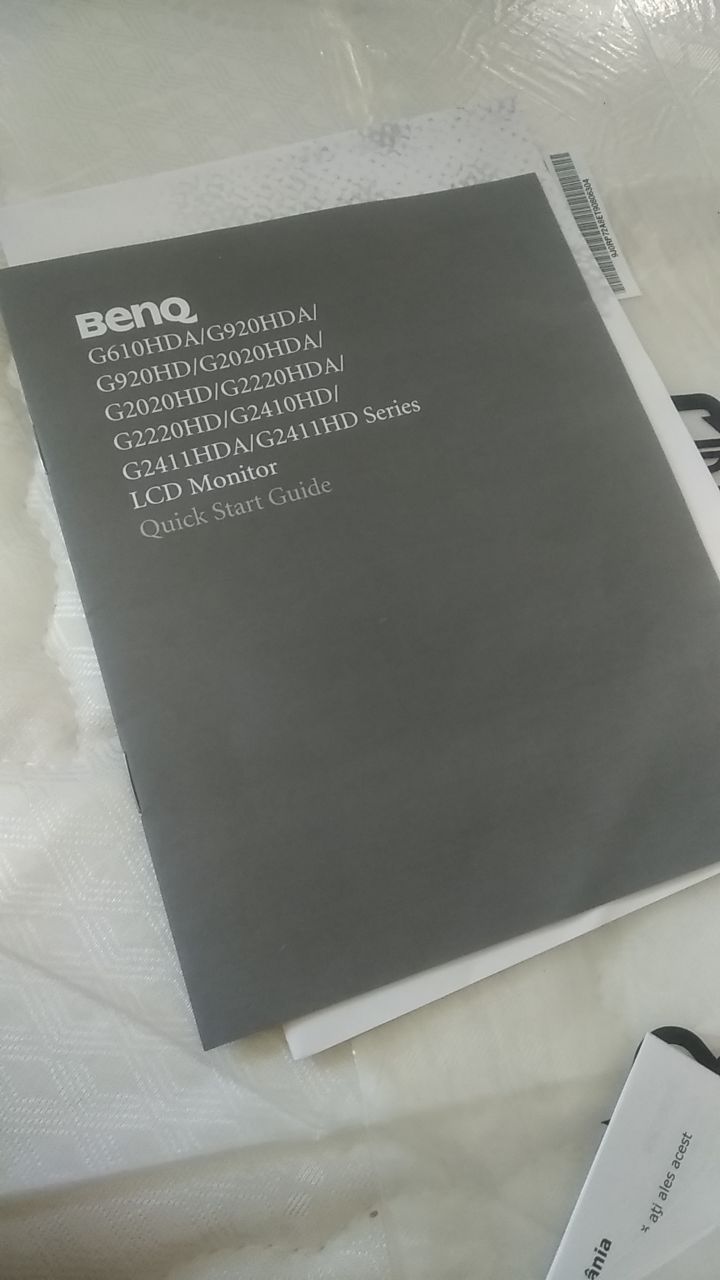 BenQ
G610HDA/G920HDA/
G920HD/G2020HDA/
G2020HD/G2220HDA/
G2220HD/G2410HD/
G2411HDA/G2411HD Series
LCD Monitor
Quick Start Guide
ați ales acest